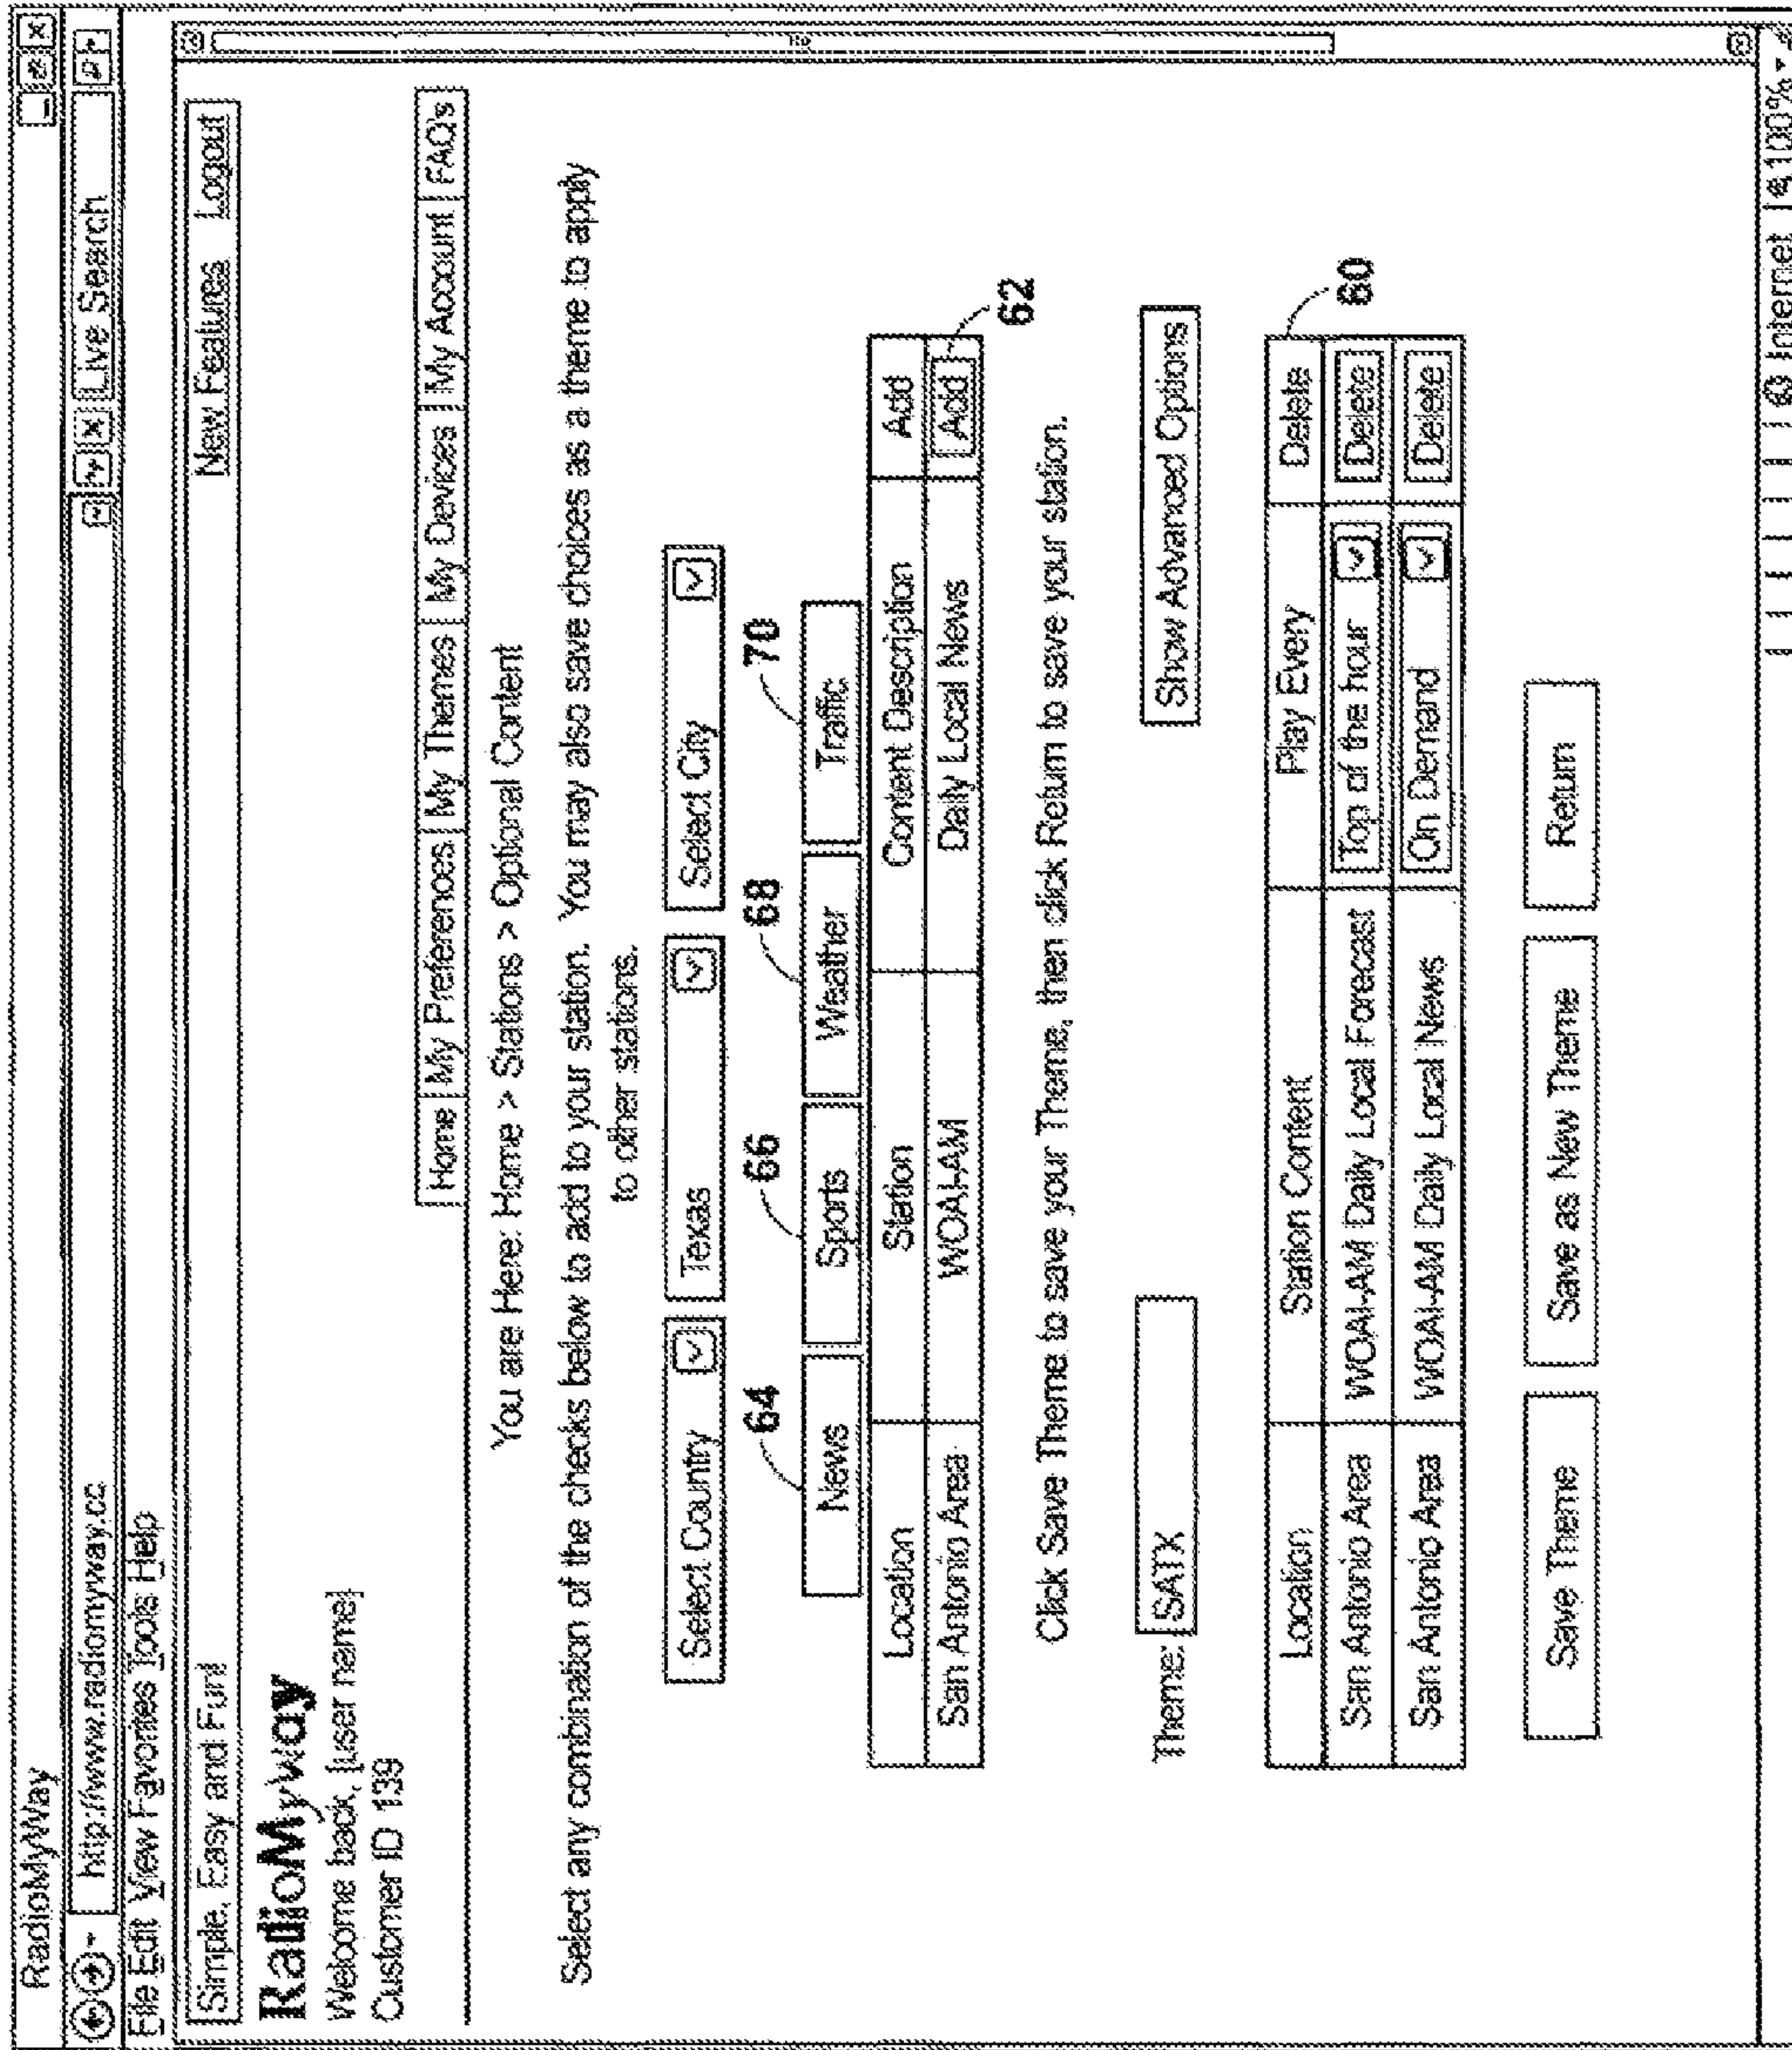 RadioMyWay
http://www.radiomyway.cc
Live Search
File Edit View Favorites Tools Help
Simple, Easy and Fun! New Features Logout
RadioMyWay
Welcome back, [user name]
Customer ID 139
Home My Preferences My Themes My Devices My Account FAQ's
You are Here: Home > Stations > Optional Content
Select any combination of the checks below to add to your station. You may also save choices as a theme to apply
to other stations.
Select Country Texas Select City
64 66 68 70
News Sports Weather Traffic
Location Station Content Description Add
San Antonio Area WOAI-AM Daily Local News Add
62
Click Save Theme to save your Theme, then click Return to save your station.
Theme: SATX Show Advanced Options
Location Station Content Play Every Delete
San Antonio Area WOAI-AM Daily Local Forecast Top of the hour Delete
60
San Antonio Area WOAI-AM Daily Local News On Demand Delete
Save Theme Save as New Theme Return
Internet 100%